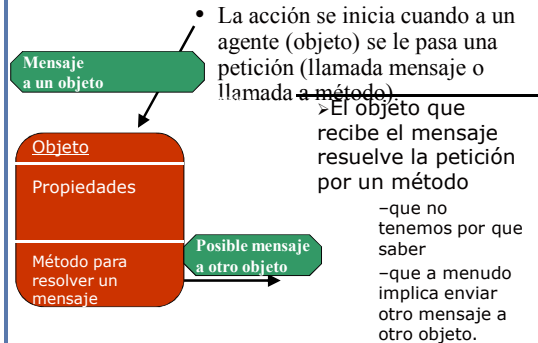 • La acción se inicia cuando a un
agente (objeto) se le pasa una
petición (llamada mensaje o
llamada a método).
Mensaje
a un objeto
➢El objeto que
recibe el mensaje
resuelve la petición
por un método
–que no
tenemos por que
saber
–que a menudo
implica enviar
otro mensaje a
otro objeto.
Objeto
Propiedades
Método para
resolver un
mensaje
Posible mensaje
a otro objeto